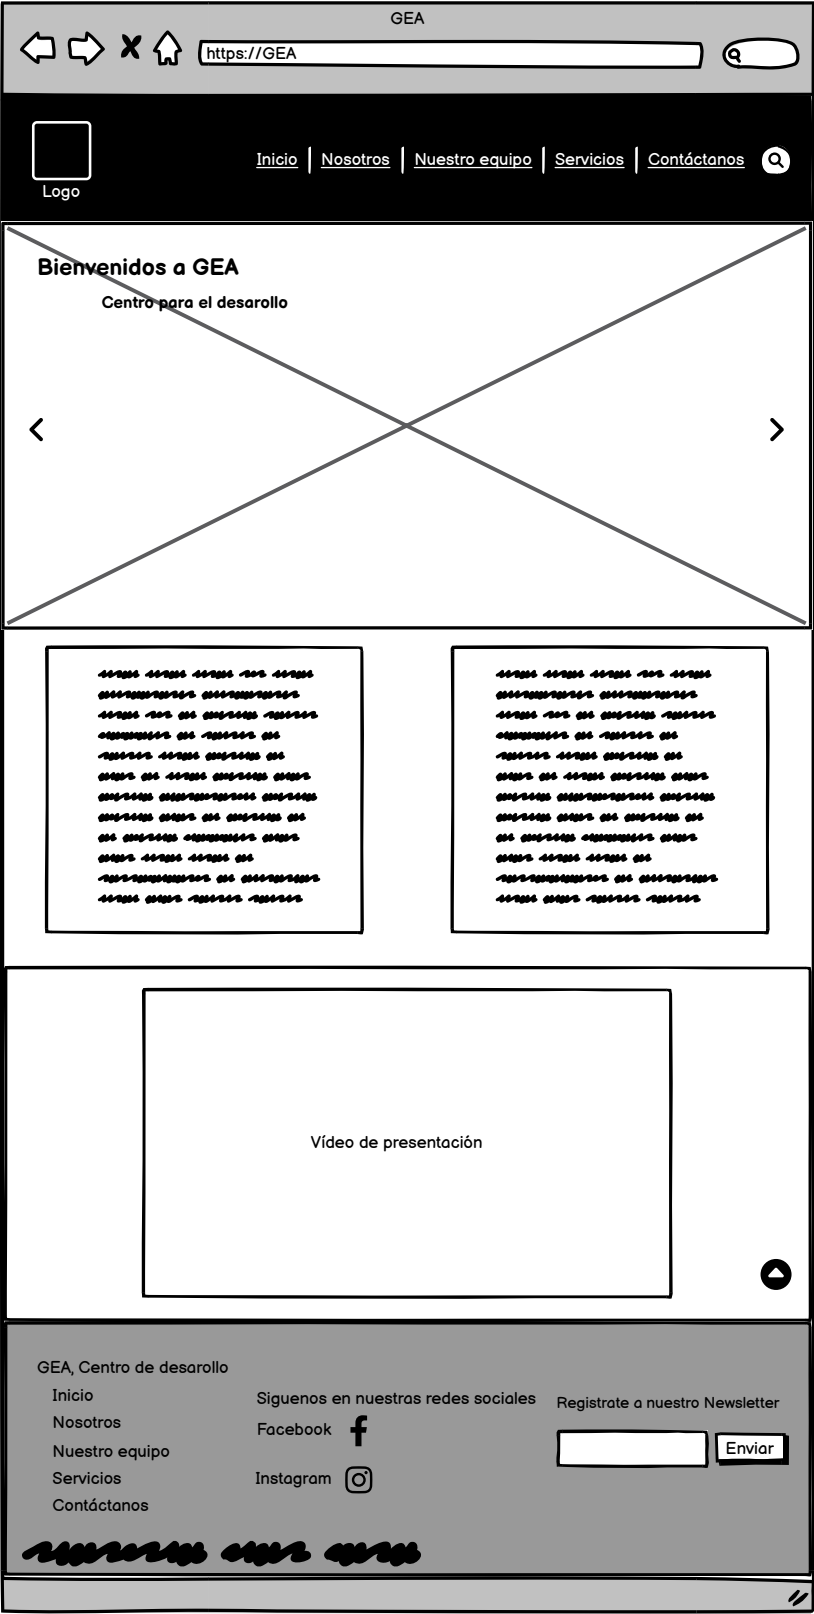 GEA
https://GEA
Logo
Inicio
Nosotros
Nuestro equipo
Servicios
Contáctanos
Bienvenidos a GEA
Centro para el desarollo
Vídeo de presentación
GEA, Centro de desarollo
Inicio
Nosotros
Nuestro equipo
Servicios
Contáctanos
Siguenos en nuestras redes sociales
Facebook
Instagram
Registrate a nuestro Newsletter
Enviar